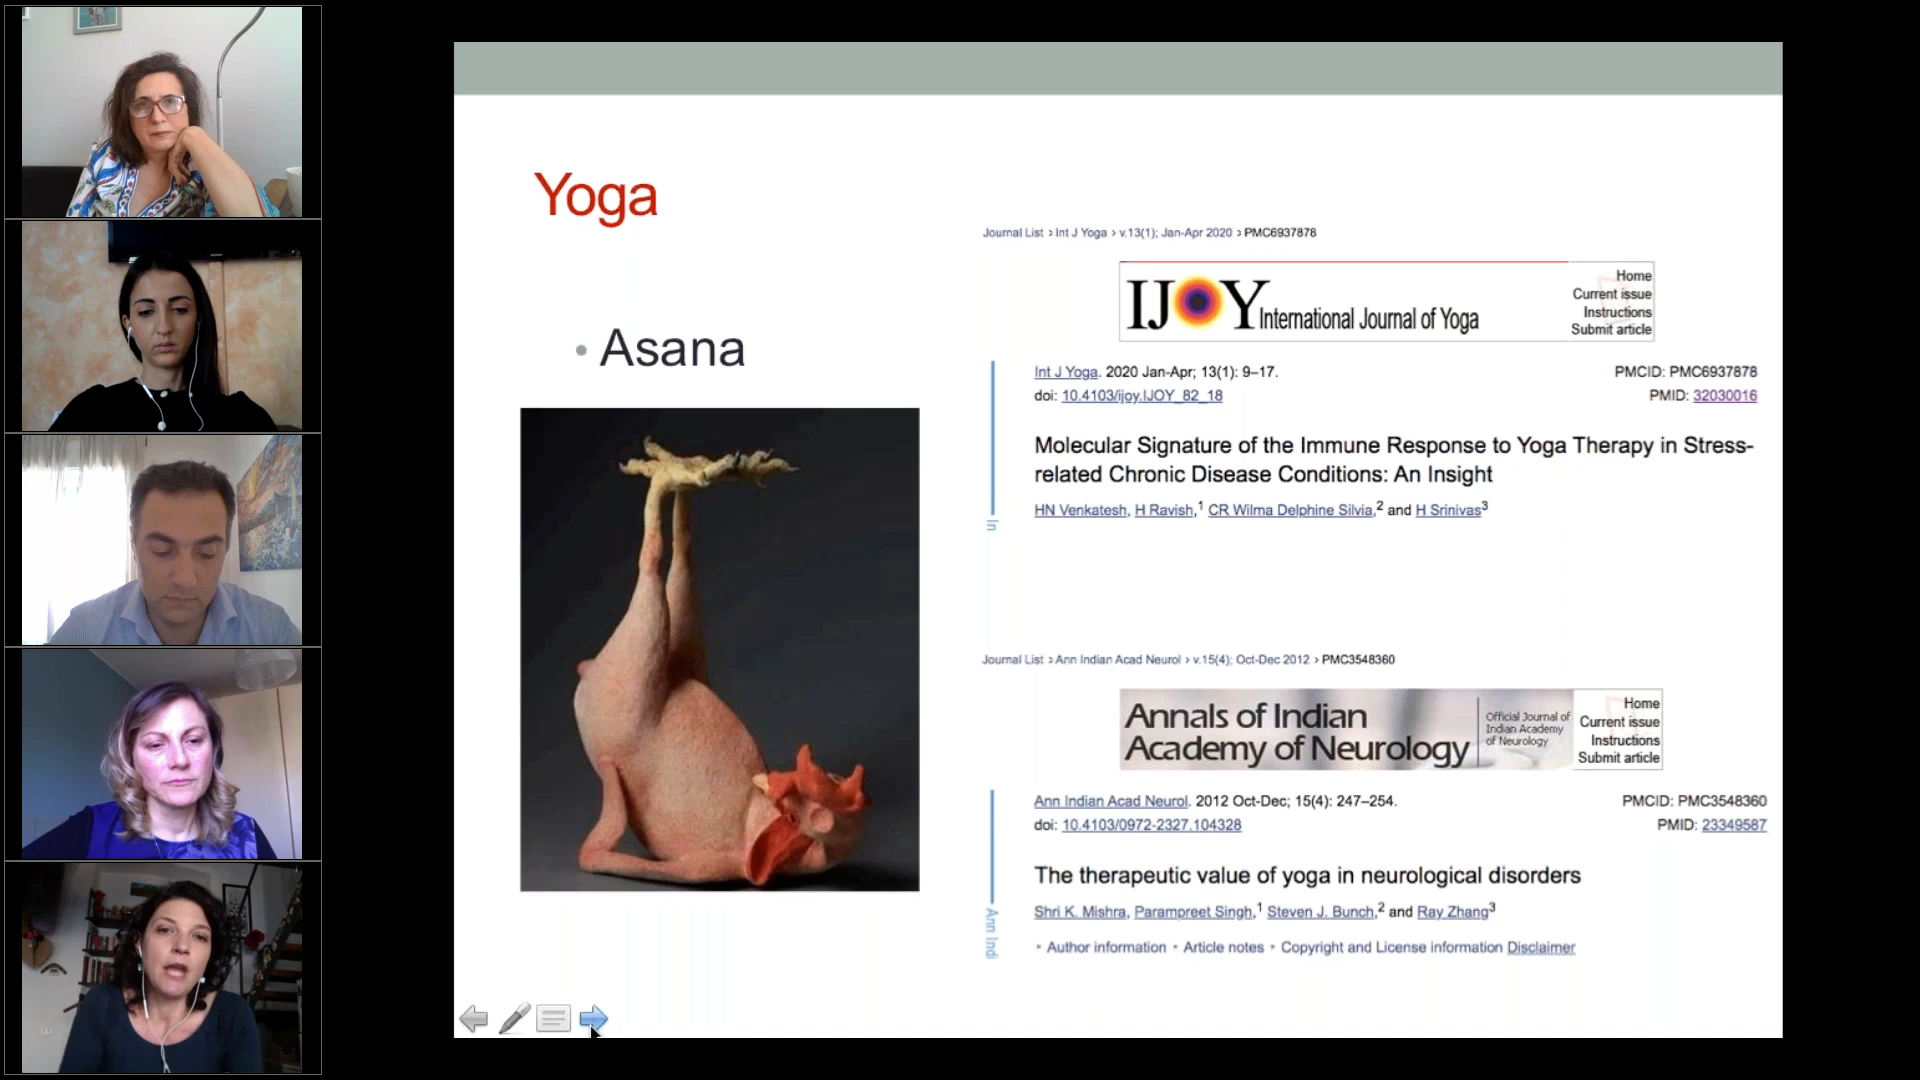 Yoga
• Asana
Journal List > Int J Yoga > v.13(1); Jan-Apr 2020 > PMC6937878
IJOY International Journal of Yoga
Home
Current issue
Instructions
Submit article
Int J Yoga. 2020 Jan-Apr; 13(1): 9–17.
PMCID: PMC6937878
doi: 10.4103/ijoy.IJOY_82_18
PMID: 32030016
Molecular Signature of the Immune Response to Yoga Therapy in Stress-
related Chronic Disease Conditions: An Insight
HN Venkatesh, H Ravish,1 CR Wilma Delphine Silvia,2 and H Srinivas3
In
Journal List > Ann Indian Acad Neurol > v.15(4); Oct-Dec 2012 > PMC3548360
Annals of Indian
Academy of Neurology
Official Journal of
Indian Academy
of Neurology
Home
Current issue
Instructions
Submit article
Ann Indian Acad Neurol. 2012 Oct-Dec; 15(4): 247–254.
PMCID: PMC3548360
doi: 10.4103/0972-2327.104328
PMID: 23349587
The therapeutic value of yoga in neurological disorders
Shri K. Mishra, Parampreet Singh,1 Steven J. Bunch,2 and Ray Zhang3
Ann Indi
• Author information • Article notes • Copyright and License information Disclaimer